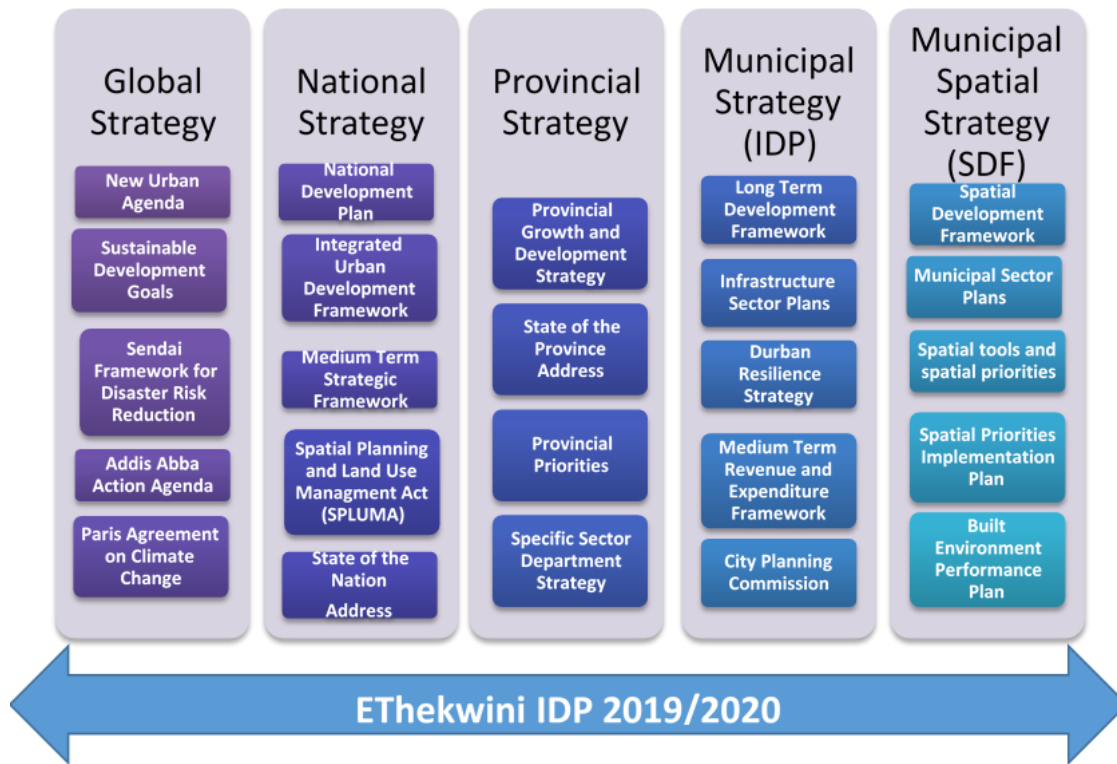 Global
Strategy
New Urban
Agenda
Sustainable
Development
Goals
Sendai
Framework for
Disaster Risk
Reduction
Addis Abba
Action Agenda
Paris Agreement
on Climate
Change
National
Strategy
National
Development
Plan
Integrated
Urban
Development
Framework
Medium Term
Strategic
Framework
Spatial Planning
and Land Use
Managment Act
(SPLUMA)
State of the
Nation
Address
Provincial
Strategy
Provincial
Growth and
Development
Strategy
State of the
Province
Address
Provincial
Priorities
Specific Sector
Department
Strategy
Municipal
Strategy
(IDP)
Long Term
Development
Framework
Infrastructure
Sector Plans
Durban
Resilience
Strategy
Medium Term
Revenue and
Expenditure
Framework
City Planning
Commission
Municipal
Spatial
Strategy
(SDF)
Spatial
Development
Framework
Municipal Sector
Plans
Spatial tools and
spatial priorities
Spatial Priorities
Implementation
Plan
Built
Environment
Performance
Plan
EThekwini IDP 2019/2020